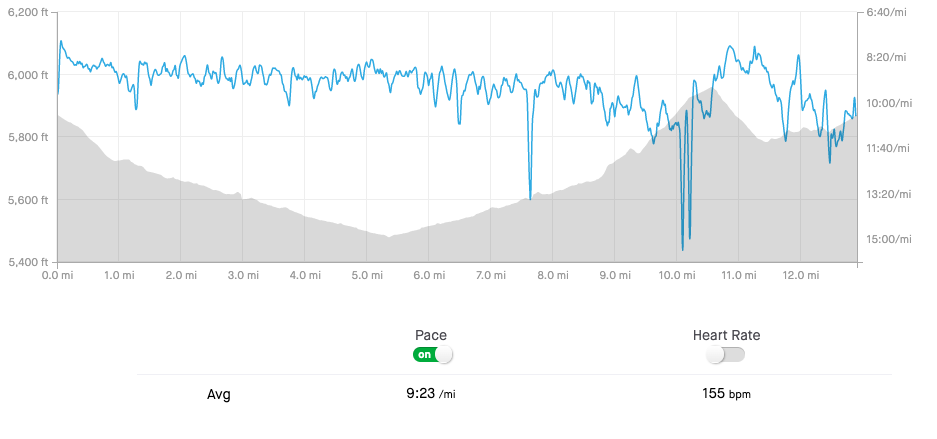 6,200 ft
6,000 ft
5,800 ft
5,600 ft
5,400 ft
6:40/mi
8:20/mi
10:00/mi
11:40/mi
13:20/mi
15:00/mi
0.0 mi 1.0 mi 2.0 mi 3.0 mi 4.0 mi 5.0 mi 6.0 mi 7.0 mi 8.0 mi 9.0 mi 10.0 mi 11.0 mi 12.0 mi
Pace Heart Rate
on
Avg 9:23 /mi 155 bpm